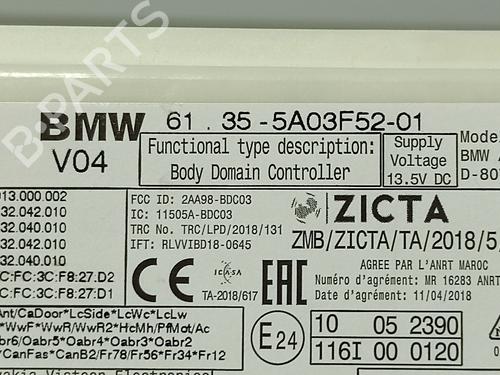 B-PARTS
BMW 61 . 35 - 5A03F52-01
V04
Functional type description:
Body Domain Controller
Supply
Voltage
13.5V DC
Model
BMW
D-80
013.000.002
32.042.010
32.040.010
32.042.010
32.040.010
FC:FC:3C:F8:27:D2
FC:FC:3C:F8:27:D1
FCC ID: 2AA98-BDC03
IC: 11505A-BDC03
TRC No. TRC/LPD/2018/131
IFT: RLVVIBD18-0645
ZICTA
ZMB/ZICTA/TA/2018/5
CE
ICASA
TA-2018/617
EAC
AGREE PAR L'ANRT MAROC
Numéro d'agrément: MR 16283 ANRT
Date d'agrément: 11/04/2018
Ant/CaDoor*LcSide*LcWc*LcLw
*WwF*WwR/WwR2*HcMh/PfMot/Ac
br6/Oabr5*Oabr4*Oabr3*Oabr2
/CanFas*CanB2/Fr78/Fr56*Fr34*Fr12
E24
10 05 2390
116I 00 0120
Visteon Electronics